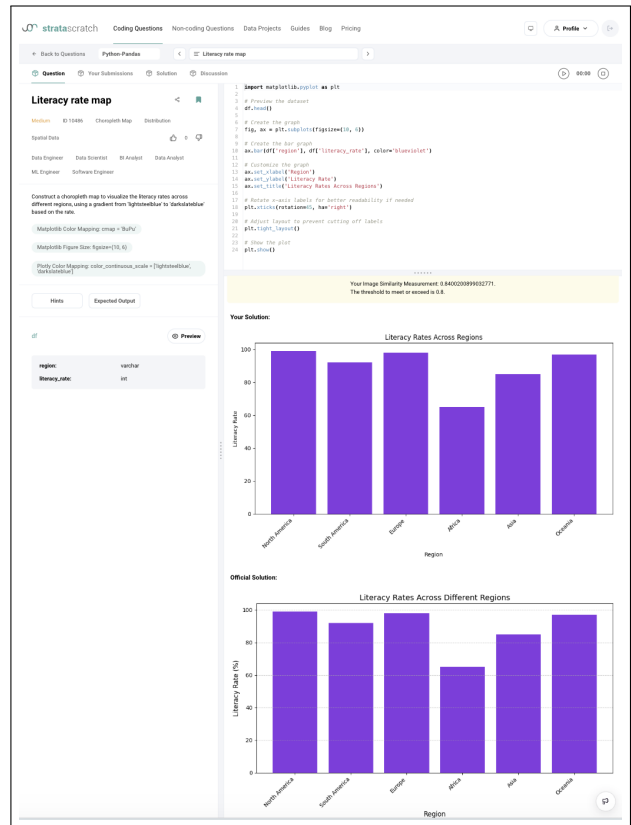 stratascratch
Coding Questions
Non-coding Questions
Data Projects
Guides
Blog
Pricing
Profile
← Back to Questions
Python-Pandas
Literacy rate map
Question
Your Submissions
Solution
Discussion
00:00
Literacy rate map
Medium
ID 10486
Choropleth Map
Distribution
Spatial Data
0
Data Engineer
Data Scientist
BI Analyst
Data Analyst
ML Engineer
Software Engineer
Construct a choropleth map to visualize the literacy rates across
different regions, using a gradient from 'lightsteelblue' to 'darkslateblue'
based on the rate.
Matplotlib Color Mapping: cmap = 'BuPu'
Matplotlib Figure Size: figsize=(10, 6)
Plotly Color Mapping: color_continuous_scale = ['lightsteelblue',
'darkslateblue']
Hints
Expected Output
df
Preview
region:
varchar
literacy_rate:
int
1 import matplotlib.pyplot as plt
2
3 # Preview the dataset
4 df.head()
5
6 # Create the graph
7 fig, ax = plt.subplots(figsize=(10, 6))
8
9 # Create the bar graph
10 ax.bar(df['region'], df['literacy_rate'], color='blueviolet')
11
12 # Customize the graph
13 ax.set_xlabel('Region')
14 ax.set_ylabel('Literacy Rate')
15 ax.set_title('Literacy Rates Across Regions')
16
17 # Rotate x-axis labels for better readability if needed
18 plt.xticks(rotation=45, ha='right')
19
20 # Adjust layout to prevent cutting off labels
21 plt.tight_layout()
22
23 # Show the plot
24 plt.show()
Your Image Similarity Measurement: 0.8400200899032771.
The threshold to meet or exceed is 0.8.
Your Solution:
Literacy Rates Across Regions
Literacy Rate
100
80
60
40
20
0
North America
South America
Europe
Africa
Asia
Oceania
Region
Official Solution:
Literacy Rates Across Different Regions
Literacy Rate (%)
100
80
60
40
20
0
North America
South America
Europe
Africa
Asia
Oceania
Region